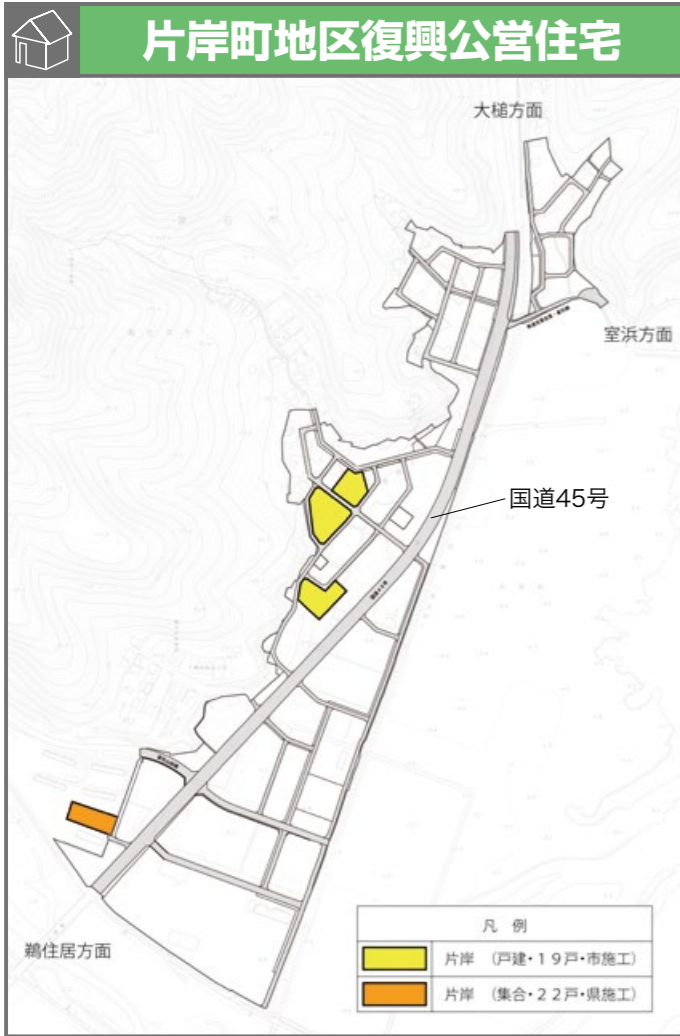 片岸町地区復興公営住宅
大槌方面
室浜方面
国道45号
鵜住居方面
凡 例
片岸 (戸建・19戸・市施工)
片岸 (集合・22戸・県施工)